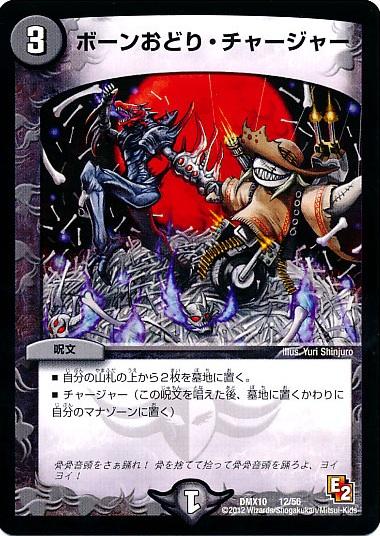 3
ボーンおどり・チャージャー
Illus. Yuri Shinjuro
呪文
■ 自分の山札の上から２枚を墓地に置く。
■ チャージャー（この呪文を唱えた後、墓地に置くかわりに
自分のマナゾーンに置く）
骨骨音頭をさぁ踊れ！ 骨を捨てて拾って骨骨音頭を踊ろよ、ヨイ
ヨイ！
1
DMX10 12/56
E2
©2012 Wizards/Shogakukan/Mitsui-Kids